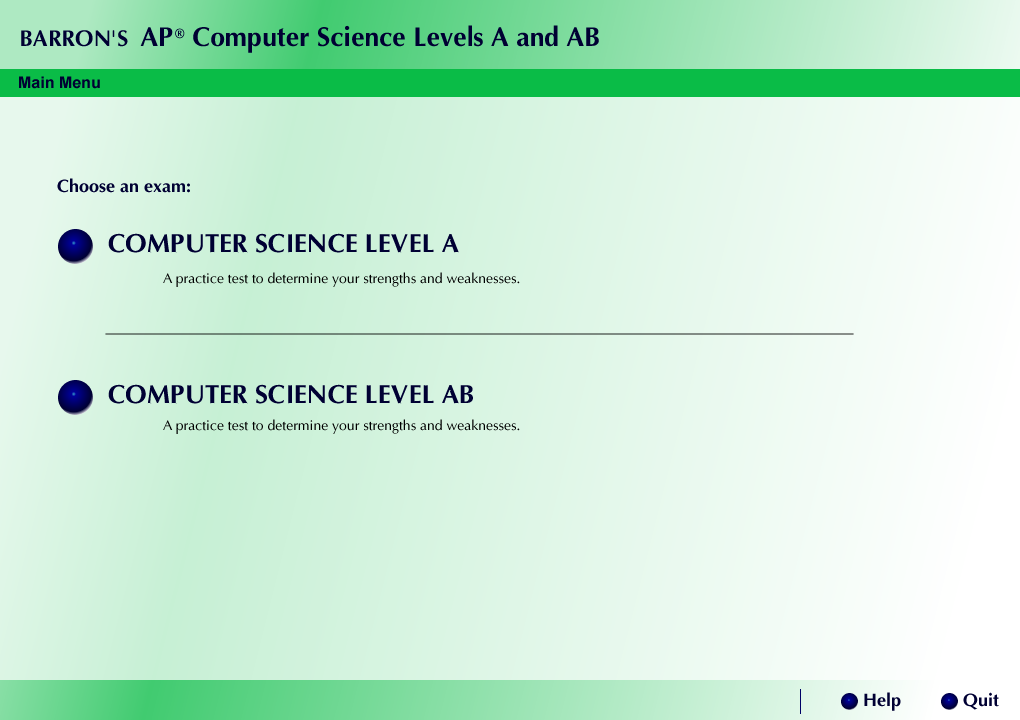 BARRON'S AP® Computer Science Levels A and AB
Main Menu
Choose an exam:
COMPUTER SCIENCE LEVEL A
A practice test to determine your strengths and weaknesses.
COMPUTER SCIENCE LEVEL AB
A practice test to determine your strengths and weaknesses.
Help Quit